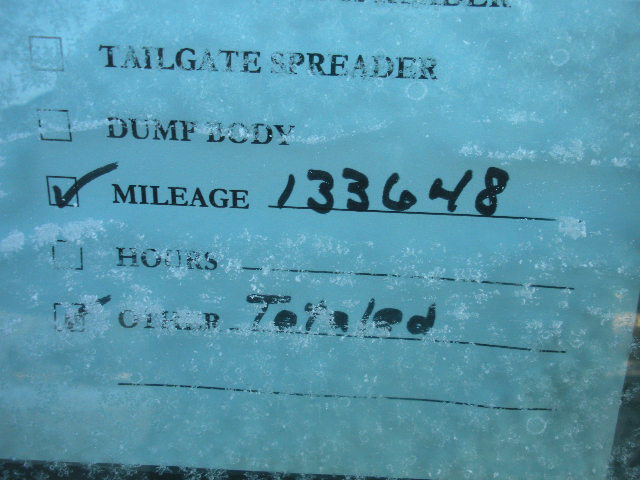 TAILGATE SPREADER
DUMP BODY
MILEAGE 133648
HOURS
OTHER Totaled